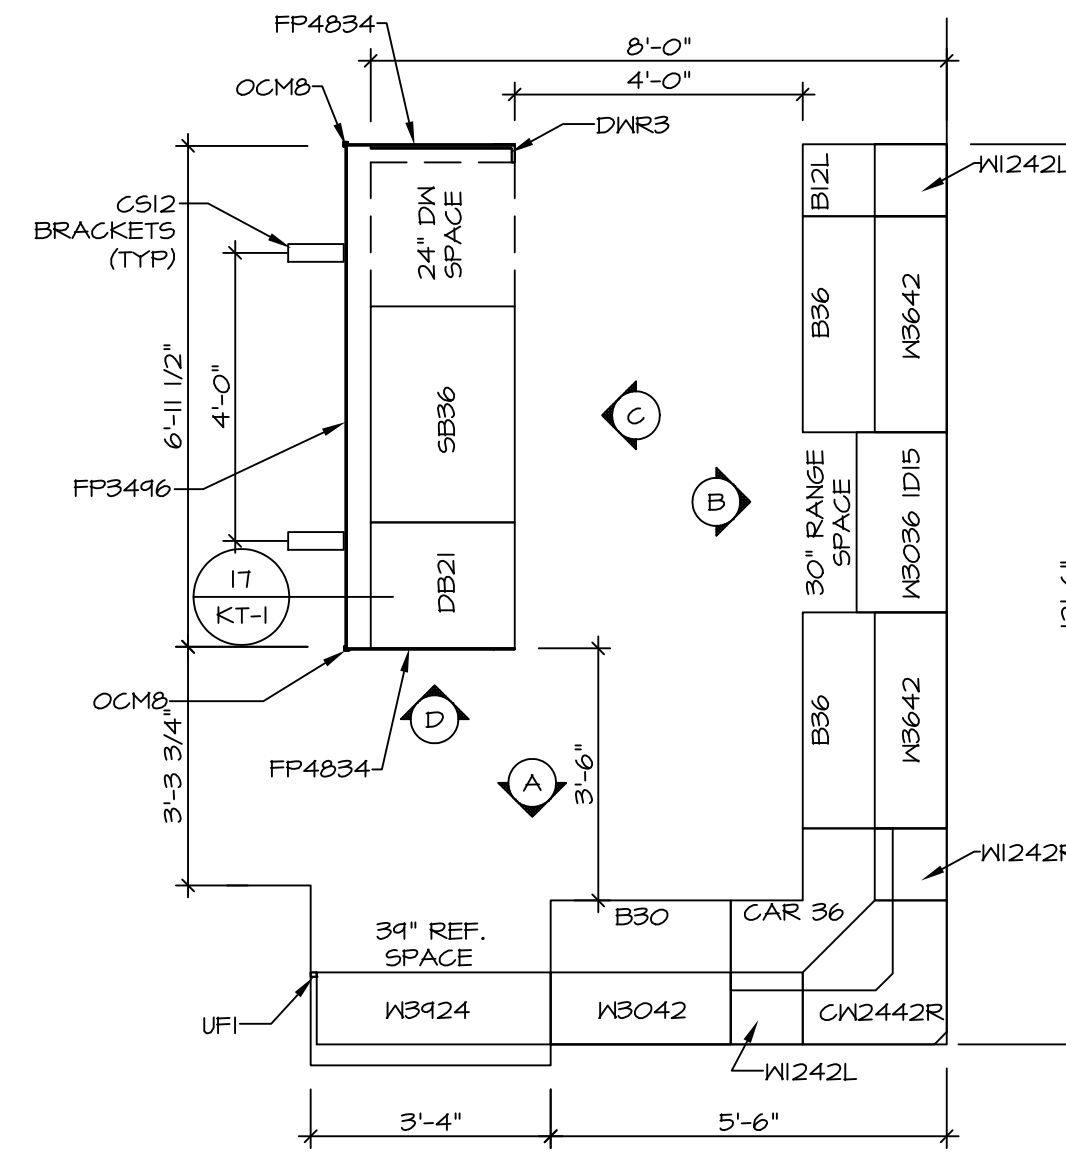 FP4834
8'-0"
4'-0"
OCM8
DWR3
CS12
BRACKETS
(TYP)
24" DW
SPACE
B12L
W1242L
6'-11 1/2"
4'-0"
B36
W3642
SB36
C
FP3496
B
30" RANGE
SPACE
W3036 1D15
17
KT-1
DB21
OCM8
D
FP4834
3'-3 3/4"
3'-6"
A
B36
W3642
W1242R
39" REF.
SPACE
B30
CAR 36
UF1
W3924
W3042
CW2442R
W1242L
3'-4"
5'-6"